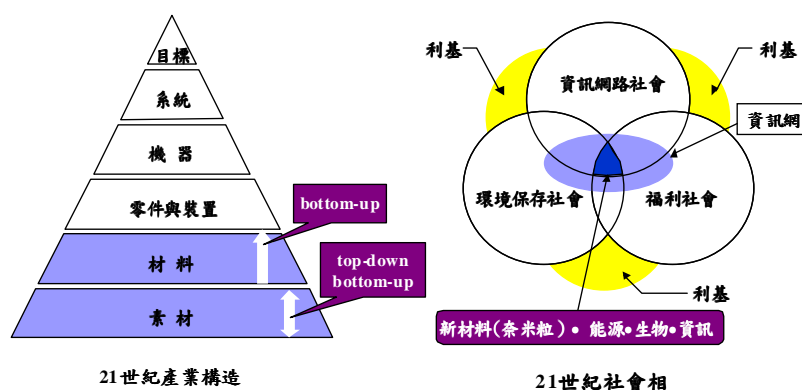 目標
系統
機 器
零件與裝置
材 料
素 材
bottom-up
top-down
bottom-up
21世紀產業構造
利基
利基
資訊網路社會
資訊網
環境保存社會
福利社會
利基
新材料(奈米粒)• 能源•生物•資訊
21世紀社會相